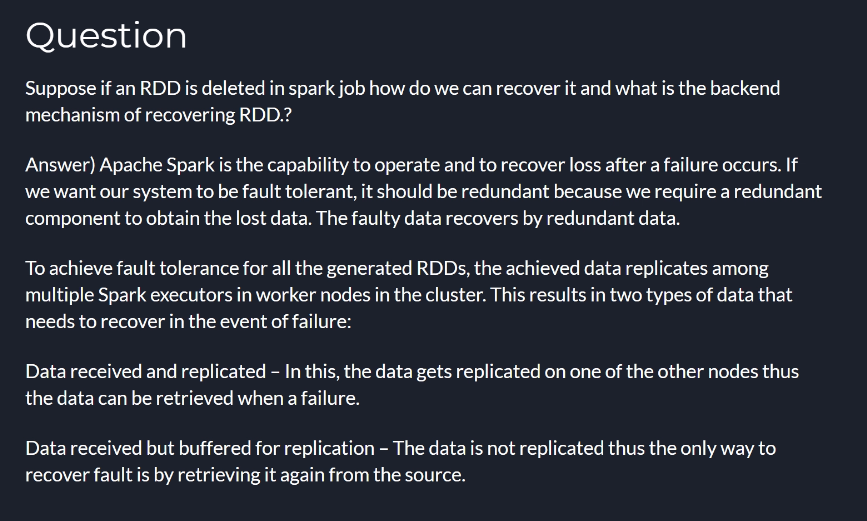 Question
Suppose if an RDD is deleted in spark job how do we can recover it and what is the backend
mechanism of recovering RDD.?
Answer) Apache Spark is the capability to operate and to recover loss after a failure occurs. If
we want our system to be fault tolerant, it should be redundant because we require a redundant
component to obtain the lost data. The faulty data recovers by redundant data.
To achieve fault tolerance for all the generated RDDs, the achieved data replicates among
multiple Spark executors in worker nodes in the cluster. This results in two types of data that
needs to recover in the event of failure:
Data received and replicated – In this, the data gets replicated on one of the other nodes thus
the data can be retrieved when a failure.
Data received but buffered for replication – The data is not replicated thus the only way to
recover fault is by retrieving it again from the source.